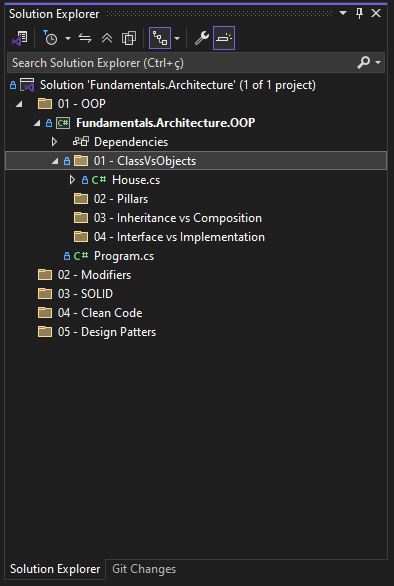 Solution Explorer
Search Solution Explorer (Ctrl+ç)
Solution 'Fundamentals.Architecture' (1 of 1 project)
01 - OOP
C# Fundamentals.Architecture.OOP
Dependencies
01 - ClassVsObjects
C# House.cs
02 - Pillars
03 - Inheritance vs Composition
04 - Interface vs Implementation
C# Program.cs
02 - Modifiers
03 - SOLID
04 - Clean Code
05 - Design Patters
Solution Explorer Git Changes